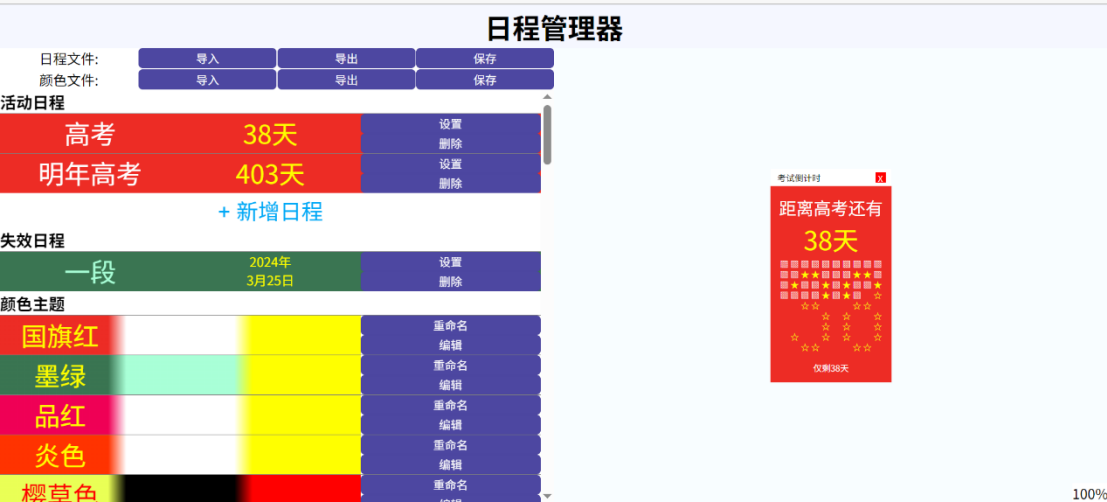 日程管理器
日程文件: 导入 导出 保存
颜色文件: 导入 导出 保存
活动日程
高考 38天 设置 删除
明年高考 403天 设置 删除
+ 新增日程
失效日程
一段 2024年 3月25日 设置 删除
颜色主题
国旗红 重命名 编辑
墨绿 重命名 编辑
品红 重命名 编辑
炎色 重命名 编辑
樱草色 重命名 编辑
考试倒计时 X
距离高考还有
38天
仅剩38天
100%